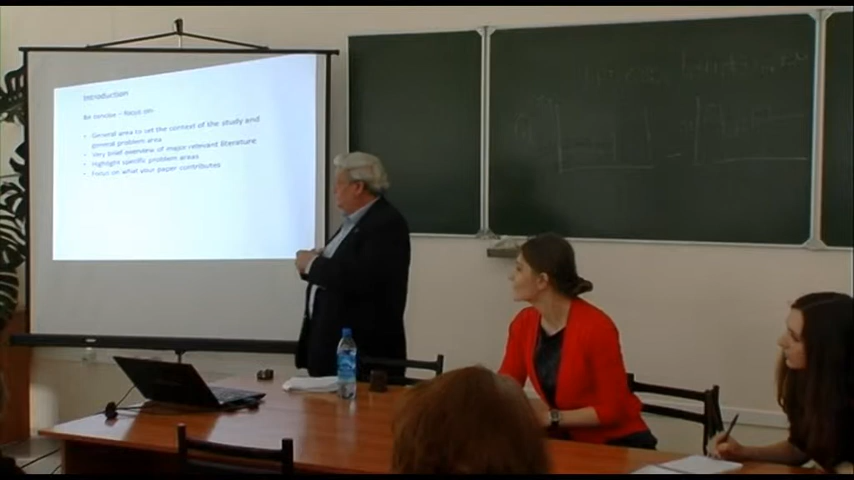 Introduction
Be concise – focus on:
• General area to set the context of the study and
general problem area
• Very brief overview of major relevant literature
• Highlight specific problem areas
• Focus on what your paper contributes